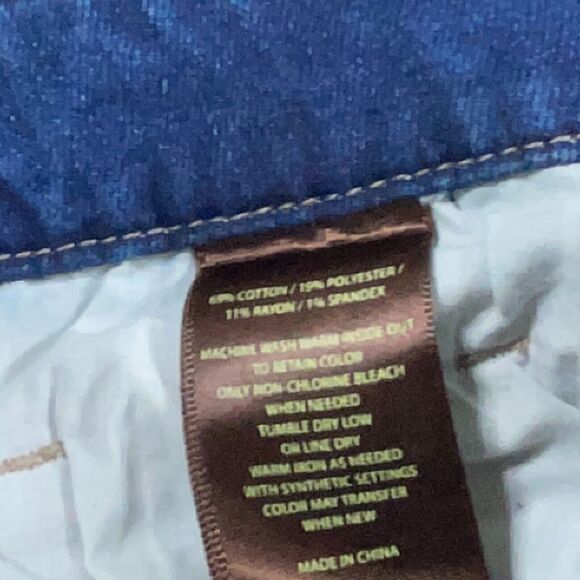 69% COTTON / 19% POLYESTER /
11% RAYON / 1% SPANDEX
MACHINE WASH WARM INSIDE OUT
TO RETAIN COLOR
ONLY NON-CHLORINE BLEACH
WHEN NEEDED
TUMBLE DRY LOW
OR LINE DRY
WARM IRON AS NEEDED
WITH SYNTHETIC SETTINGS
COLOR MAY TRANSFER
WHEN NEW
MADE IN CHINA